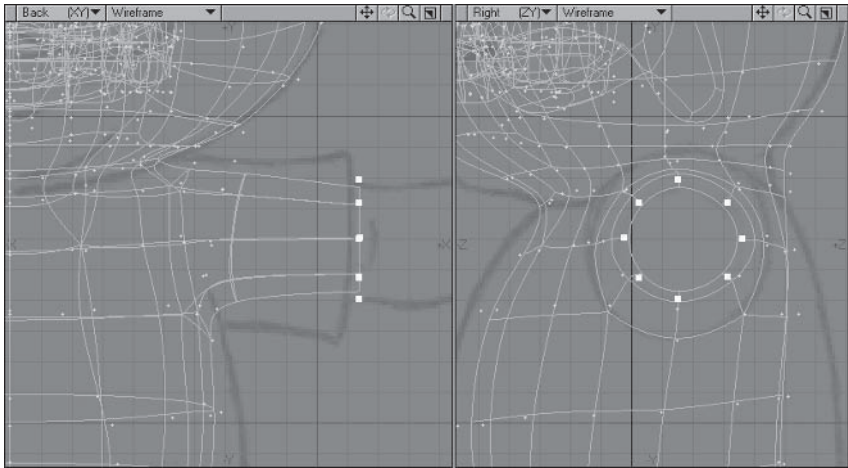 Back (XY) Wireframe
Right (ZY) Wireframe
+Y
-X
+X
-Z
+Z
-Y
-Y